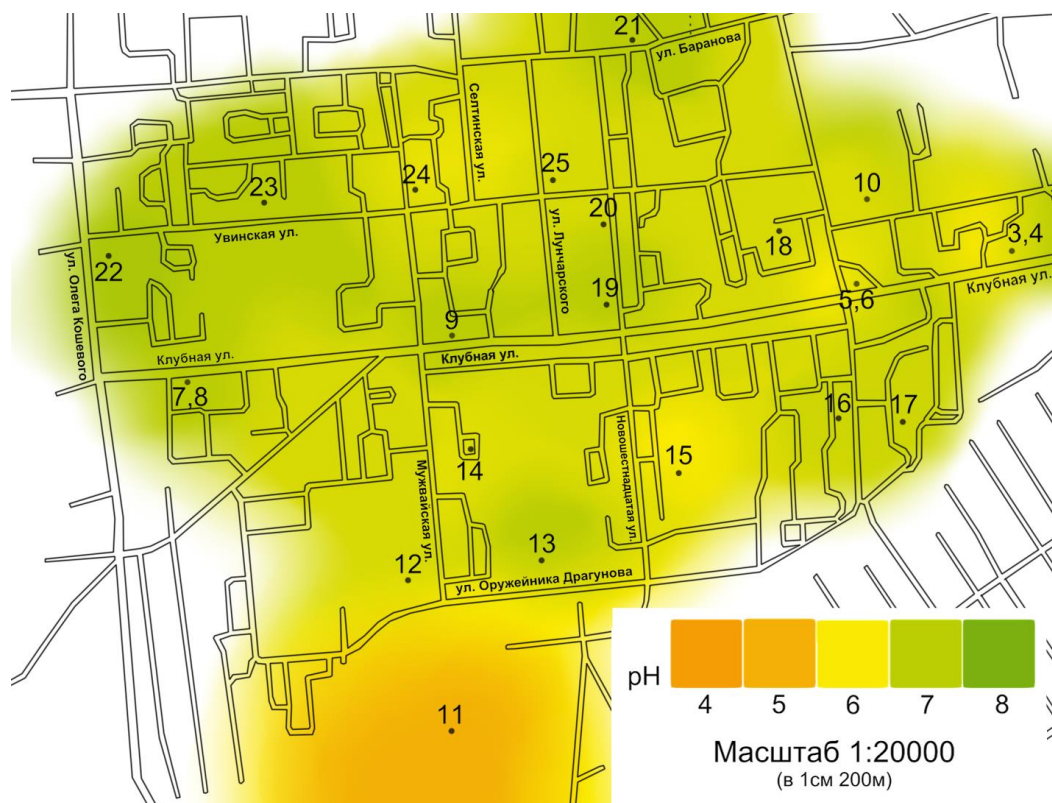 21
ул. Баранова
Селтинская ул.
24
25
23
10
20
ул. Лунчарского
Увинская ул.
18
3,4
22
ул. Олега Кошевого
19
5,6
Клубная ул.
9
Клубная ул.
Клубная ул.
7,8
16
17
Новошестнадцатая ул.
14
15
Мужвайская ул.
13
12
ул. Оружейника Драгунова
11
pH
4 5 6 7 8
Масштаб 1:20000
(в 1см 200м)